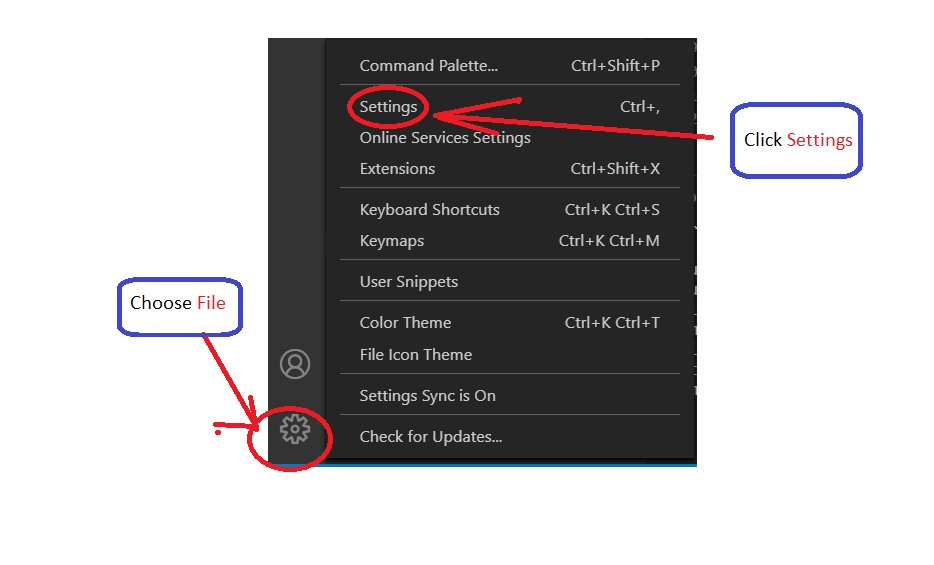 Command Palette... Ctrl+Shift+P
Settings Ctrl+,
Click Settings
Online Services Settings
Extensions Ctrl+Shift+X
Keyboard Shortcuts Ctrl+K Ctrl+S
Keymaps Ctrl+K Ctrl+M
User Snippets
Choose File
Color Theme Ctrl+K Ctrl+T
File Icon Theme
Settings Sync is On
Check for Updates...